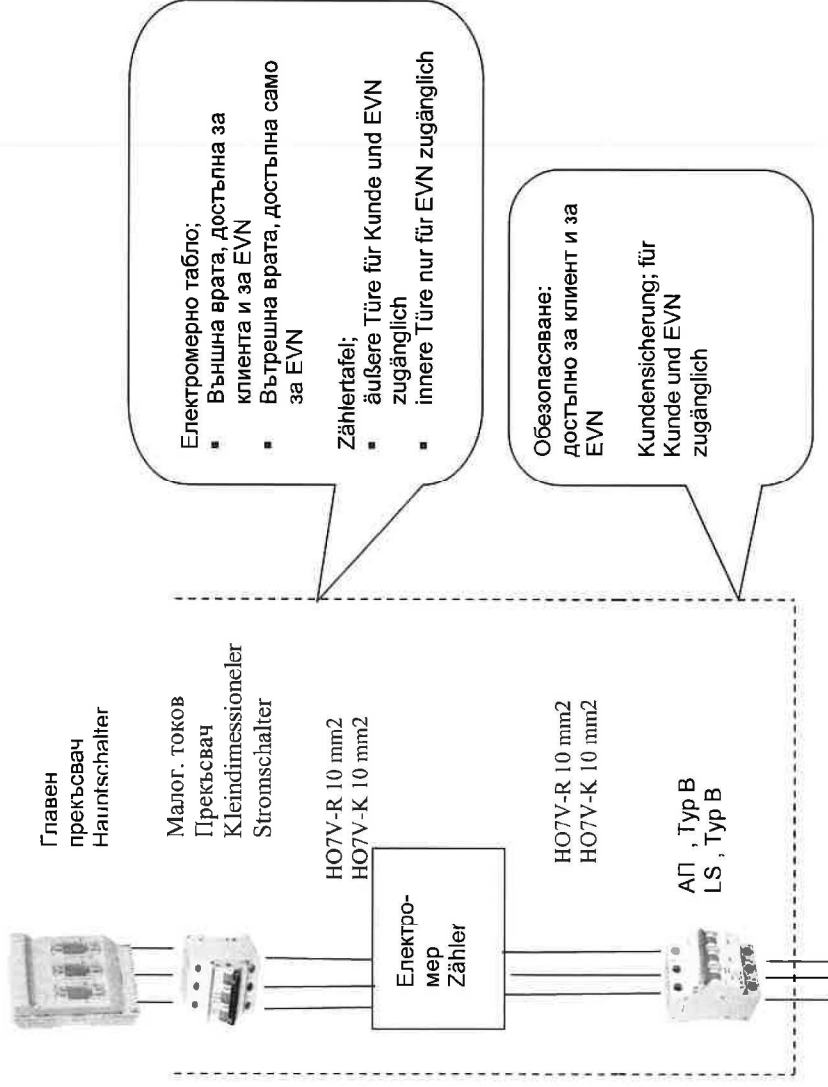 Главен
прекъсвач
Hauntschalter
Малог. токов
Прекъсвач
Kleindimessioneler
Stromschalter
HO7V-R 10 mm2
HO7V-K 10 mm2
Електро-
мер
Zähler
HO7V-R 10 mm2
HO7V-K 10 mm2
АП , Typ B
LS , Typ B
Електромерно табло;
▪ Външна врата, достъпна за
клиента и за EVN
▪ Вътрешна врата, достъпна само
за EVN
Zählertafel;
▪ äußere Türe für Kunde und EVN
zugänglich
▪ innere Türe nur für EVN zugänglich
Обезопасяване:
достъпно за клиент и за
EVN
Kundensicherung; für
Kunde und EVN
zugänglich